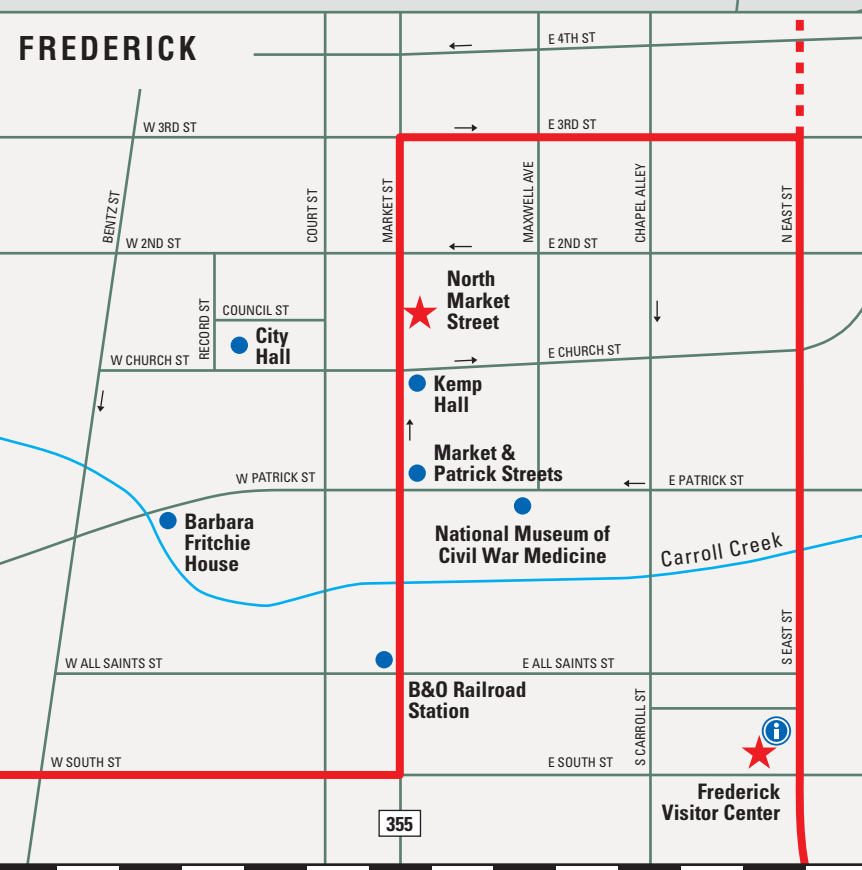 FREDERICK
E 4TH ST
W 3RD ST
E 3RD ST
BENTZ ST
COURT ST
MARKET ST
MAXWELL AVE
CHAPEL ALLEY
N EAST ST
W 2ND ST
E 2ND ST
North
Market
Street
RECORD ST
COUNCIL ST
City
Hall
W CHURCH ST
E CHURCH ST
Kemp
Hall
Market &
Patrick Streets
W PATRICK ST
E PATRICK ST
Barbara
Fritchie
House
National Museum of
Civil War Medicine
Carroll Creek
S EAST ST
W ALL SAINTS ST
E ALL SAINTS ST
B&O Railroad
Station
S CARROLL ST
i
W SOUTH ST
E SOUTH ST
Frederick
Visitor Center
355